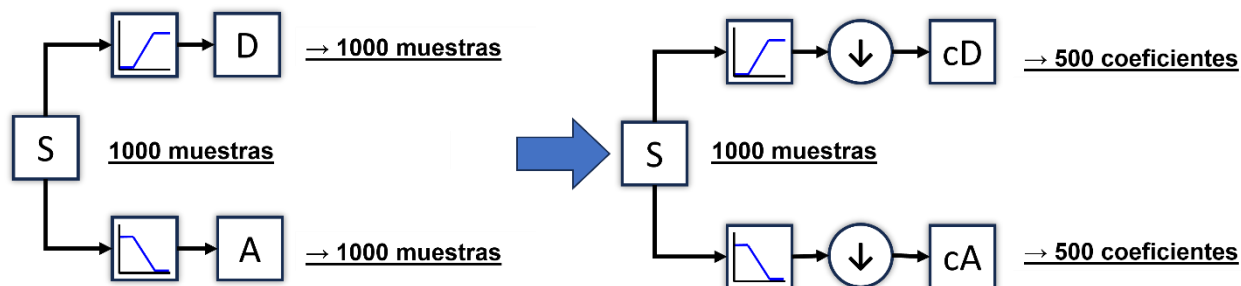 D
→ 1000 muestras
S
1000 muestras
A
→ 1000 muestras
↓
cD
→ 500 coeficientes
S
1000 muestras
↓
cA
→ 500 coeficientes